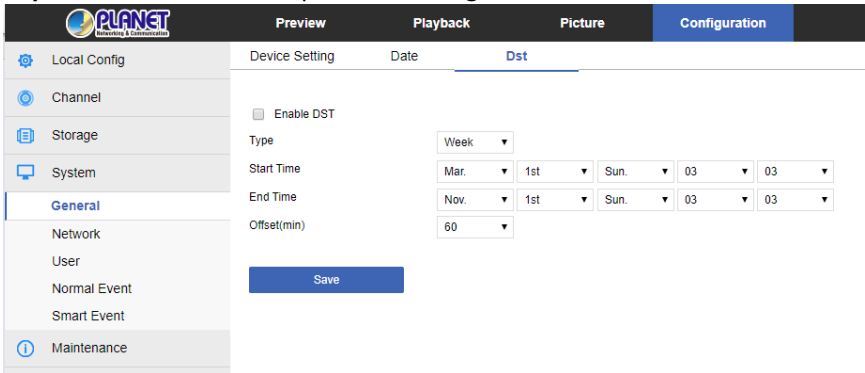 PLANET
Networking & Communication
Preview Playback Picture Configuration
Local Config
Channel
Storage
System
General
Network
User
Normal Event
Smart Event
Maintenance
Device Setting Date Dst
Enable DST
Type Week
Start Time Mar. 1st Sun. 03 03
End Time Nov. 1st Sun. 03 03
Offset(min) 60
Save